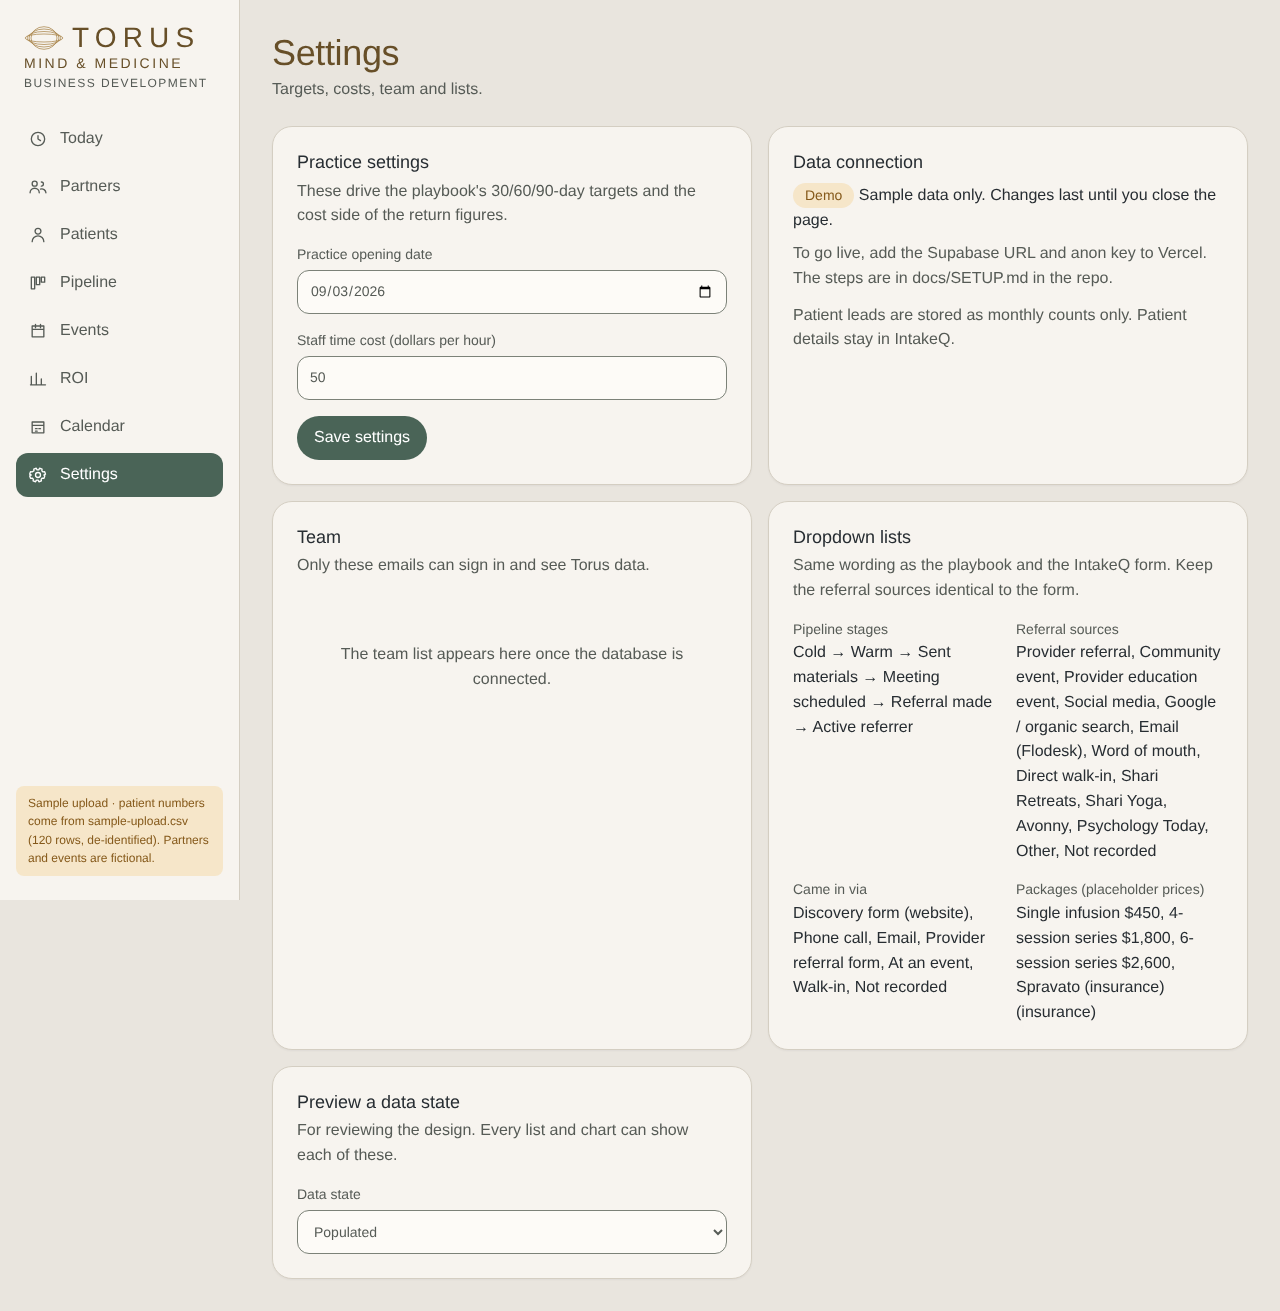 TORUS
MIND & MEDICINE
BUSINESS DEVELOPMENT
Today
Partners
Patients
Pipeline
Events
ROI
Calendar
Settings
Sample upload · patient numbers
come from sample-upload.csv
(120 rows, de-identified). Partners
and events are fictional.
Settings
Targets, costs, team and lists.
Practice settings
These drive the playbook's 30/60/90-day targets and the
cost side of the return figures.
Practice opening date
09/03/2026
Staff time cost (dollars per hour)
50
Save settings
Data connection
Demo Sample data only. Changes last until you close the
page.
To go live, add the Supabase URL and anon key to Vercel.
The steps are in docs/SETUP.md in the repo.
Patient leads are stored as monthly counts only. Patient
details stay in IntakeQ.
Team
Only these emails can sign in and see Torus data.
The team list appears here once the database is
connected.
Dropdown lists
Same wording as the playbook and the IntakeQ form. Keep
the referral sources identical to the form.
Pipeline stages
Cold → Warm → Sent
materials → Meeting
scheduled → Referral made
→ Active referrer
Referral sources
Provider referral, Community
event, Provider education
event, Social media, Google
/ organic search, Email
(Flodesk), Word of mouth,
Direct walk-in, Shari
Retreats, Shari Yoga,
Avonny, Psychology Today,
Other, Not recorded
Came in via
Discovery form (website),
Phone call, Email, Provider
referral form, At an event,
Walk-in, Not recorded
Packages (placeholder prices)
Single infusion $450, 4-
session series $1,800, 6-
session series $2,600,
Spravato (insurance)
(insurance)
Preview a data state
For reviewing the design. Every list and chart can show
each of these.
Data state
Populated